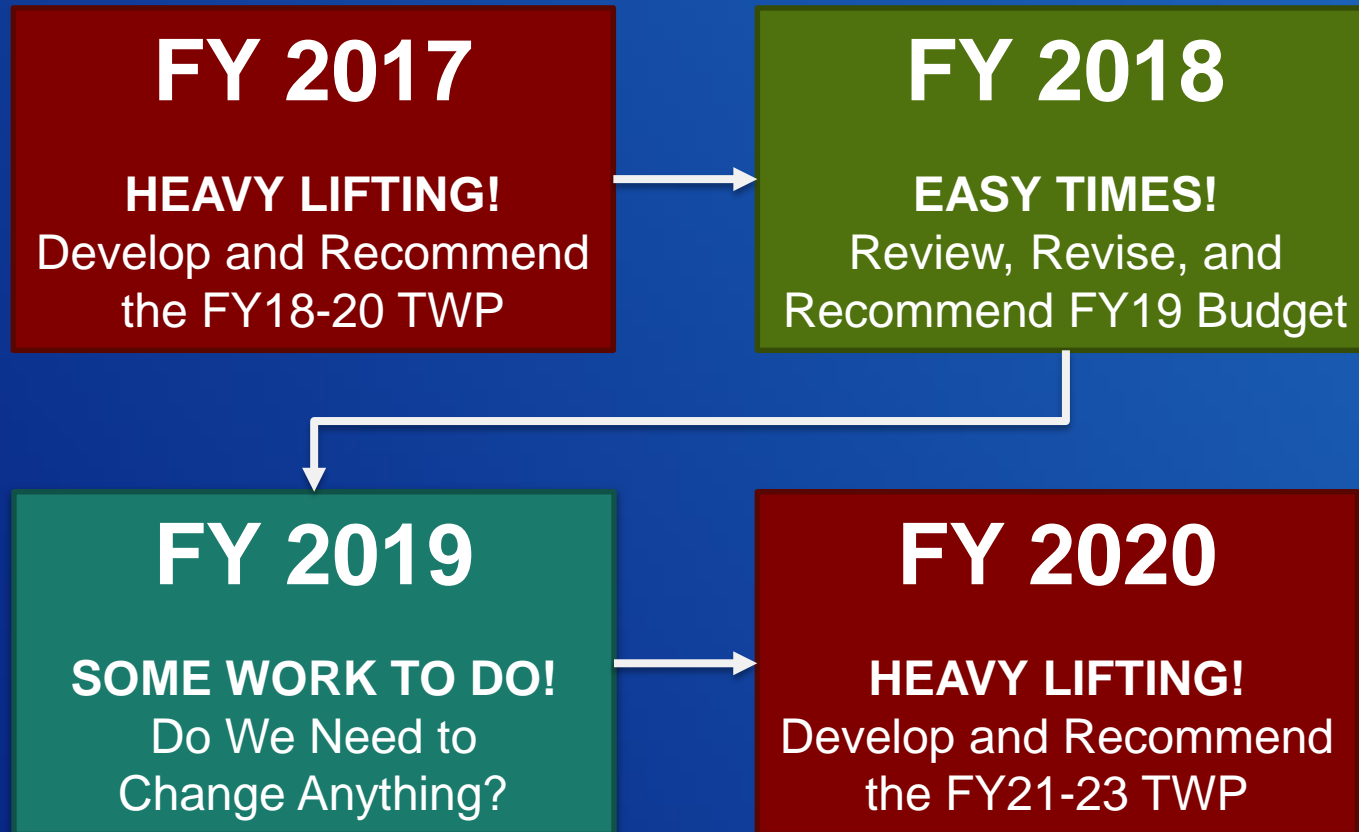 FY 2017
HEAVY LIFTING!
Develop and Recommend
the FY18-20 TWP
FY 2018
EASY TIMES!
Review, Revise, and
Recommend FY19 Budget
FY 2019
SOME WORK TO DO!
Do We Need to
Change Anything?
FY 2020
HEAVY LIFTING!
Develop and Recommend
the FY21-23 TWP